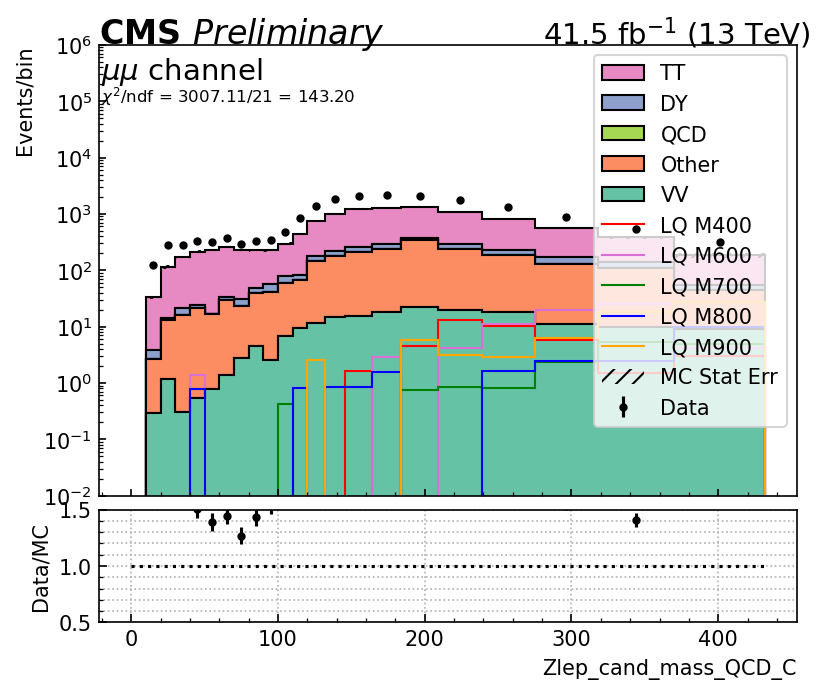 CMS Preliminary 41.5 fb⁻¹ (13 TeV)
μμ channel
χ²/ndf = 3007.11/21 = 143.20
Events/bin
10⁶
10⁵
10⁴
10³
10²
10¹
10⁰
10⁻¹
10⁻²
TT
DY
QCD
Other
VV
LQ M400
LQ M600
LQ M700
LQ M800
LQ M900
MC Stat Err
Data
Data/MC
1.5
1.0
0.5
0 100 200 300 400
Zlep_cand_mass_QCD_C